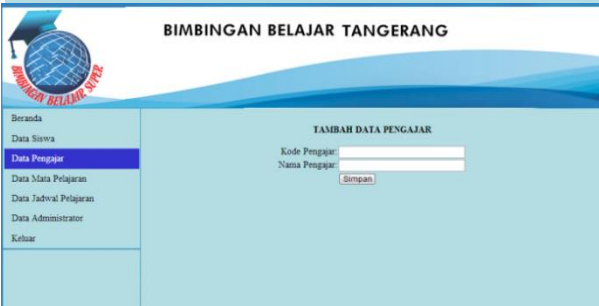 BIMBINGAN BELAJAR TANGERANG
BIMBINGAN BELAJAR SUPER
Beranda
Data Siswa
Data Pengajar
Data Mata Pelajaran
Data Jadwal Pelajaran
Data Administrator
Keluar
TAMBAH DATA PENGAJAR
Kode Pengajar:
Nama Pengajar:
Simpan